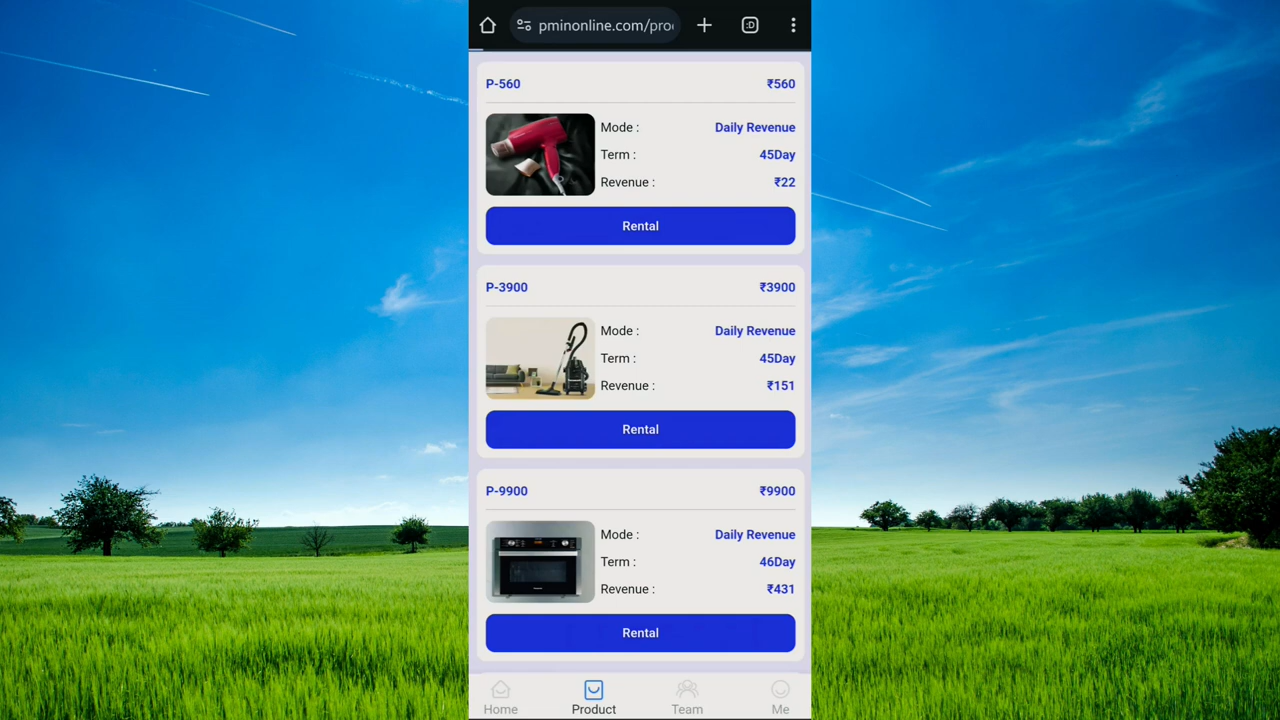 pminonline.com/pro
:D
P-560 ₹560
Mode : Daily Revenue
Term : 45Day
Revenue : ₹22
Rental
P-3900 ₹3900
Mode : Daily Revenue
Term : 45Day
Revenue : ₹151
Rental
P-9900 ₹9900
Mode : Daily Revenue
Term : 46Day
Revenue : ₹431
Rental
Home Product Team Me